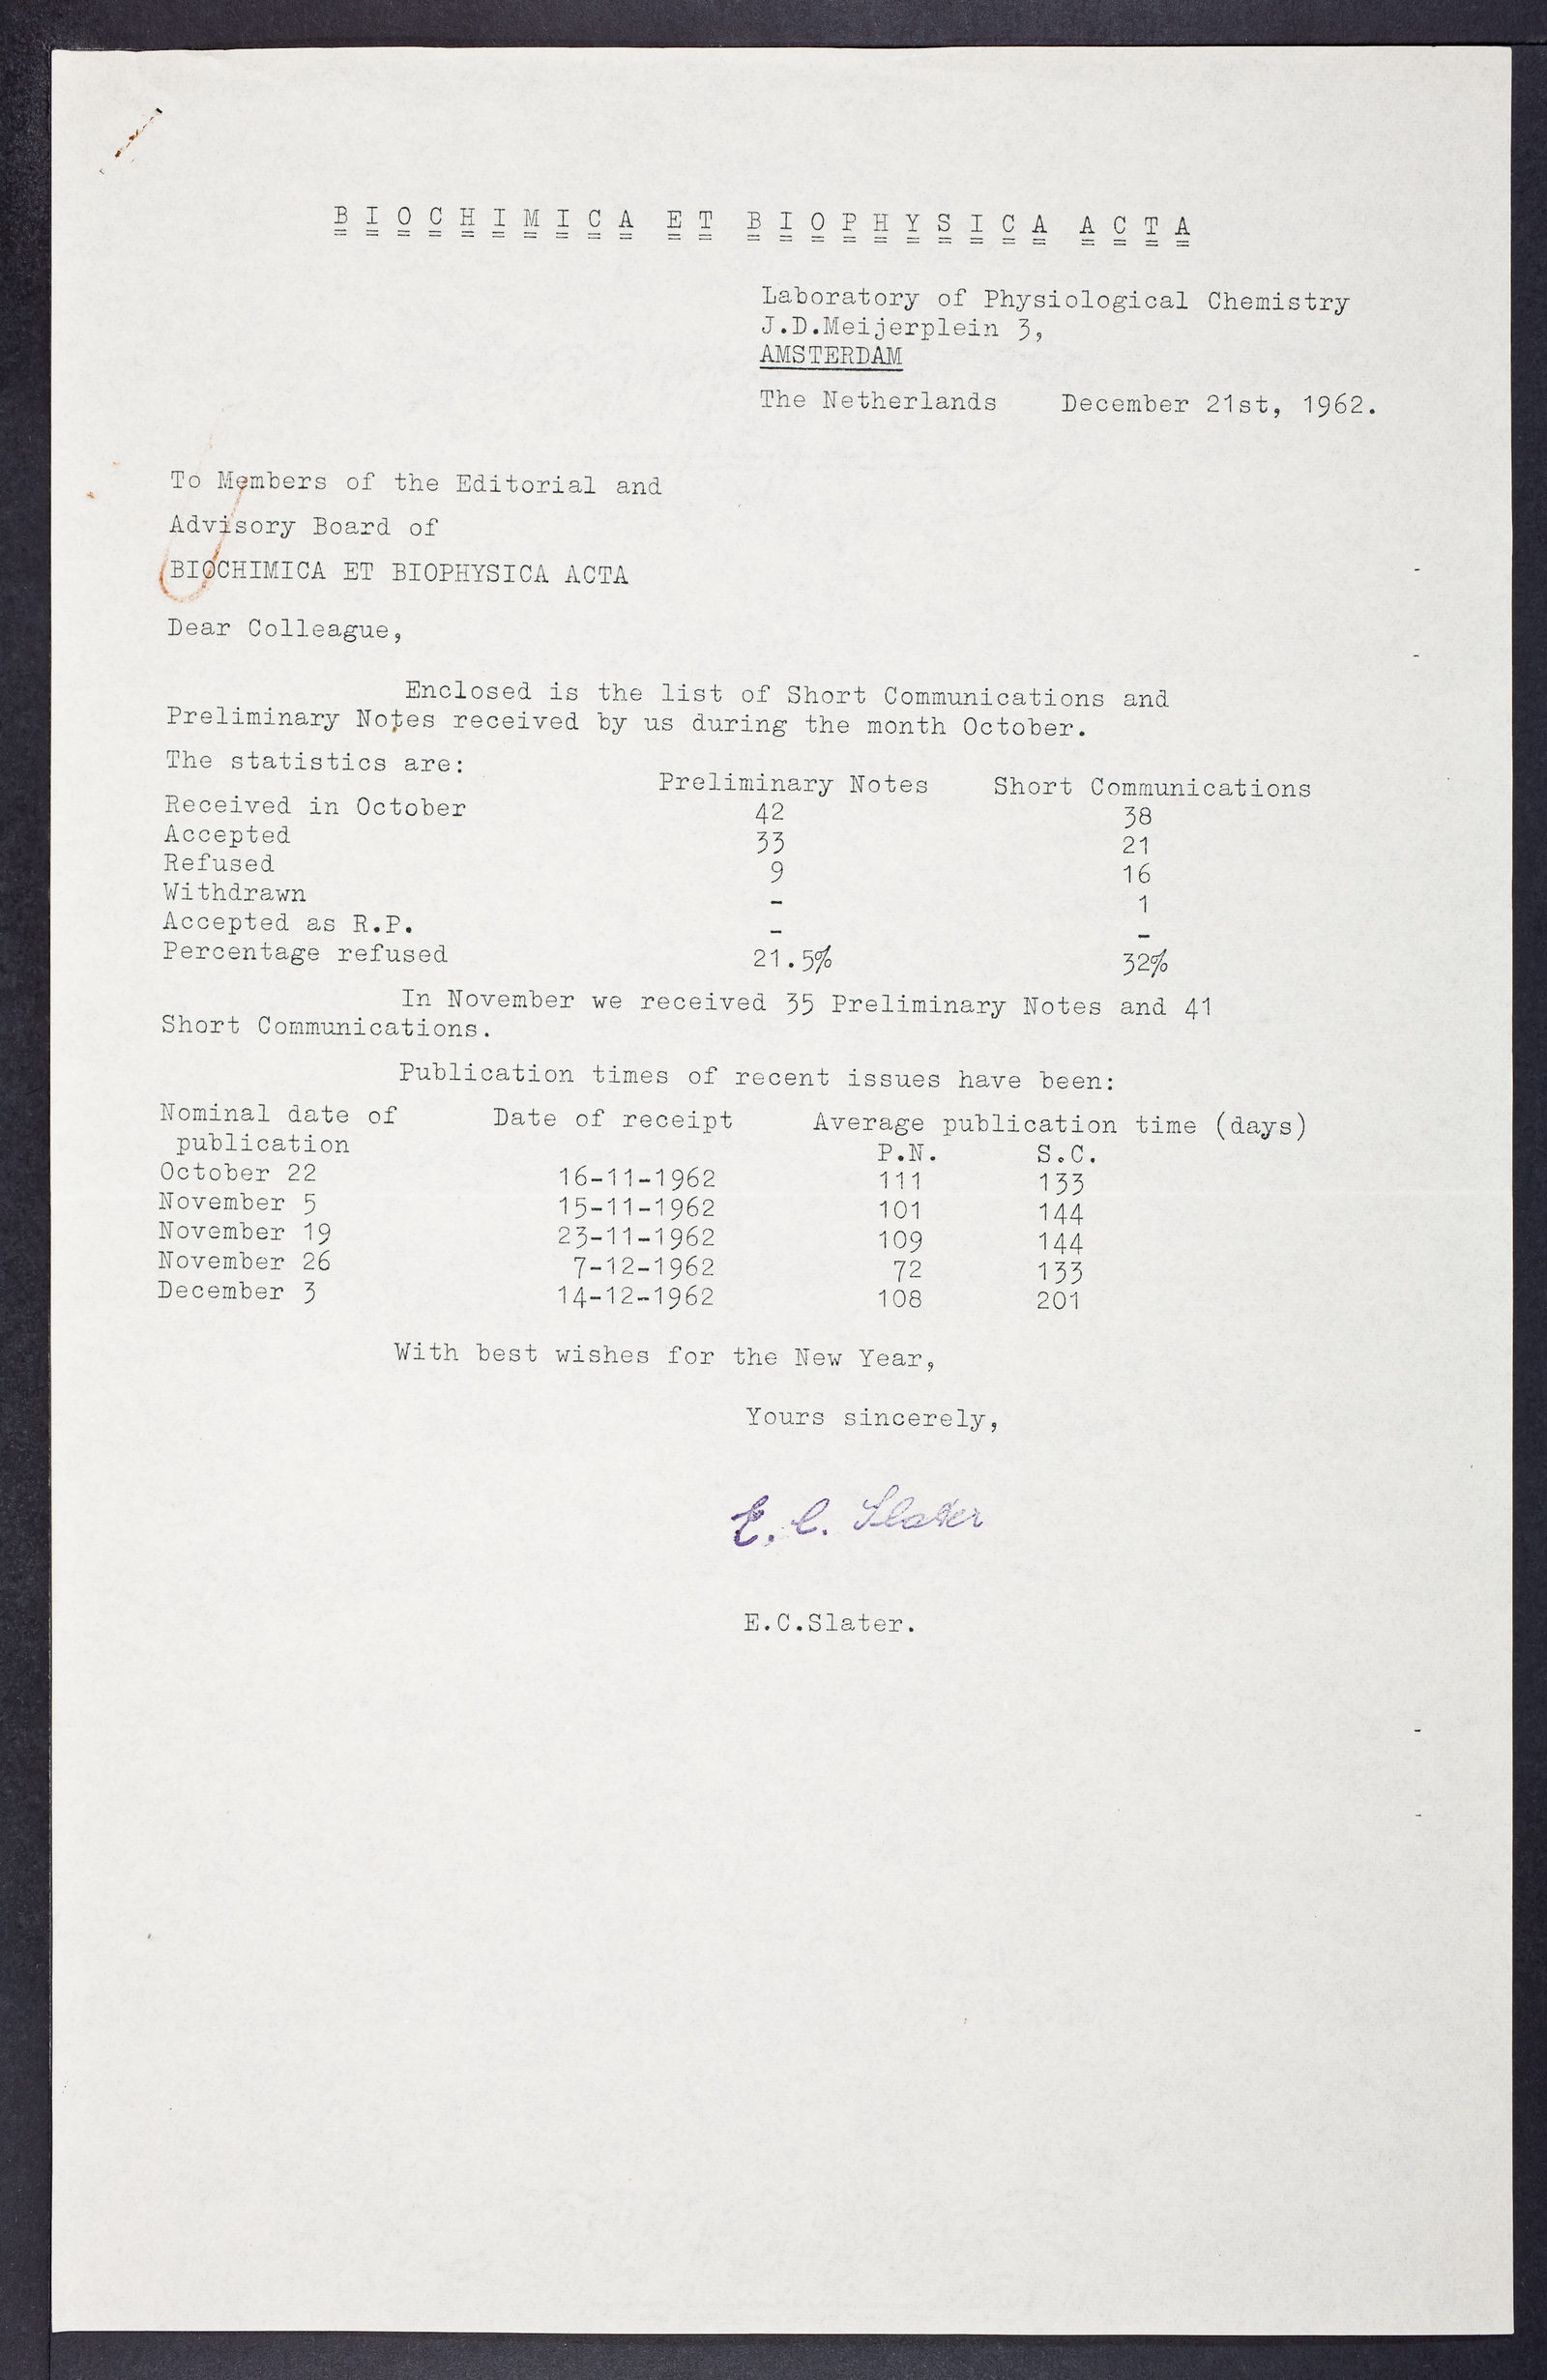 BIOCHIMICA ET BIOPHYSICA ACTA
Laboratory of Physiological Chemistry
J.D.Meijerplein 3,
AMSTERDAM
The Netherlands December 21st, 1962.
To Members of the Editorial and
Advisory Board of
BIOCHIMICA ET BIOPHYSICA ACTA
Dear Colleague,
Enclosed is the list of Short Communications and
Preliminary Notes received by us during the month October.
The statistics are:
Preliminary Notes Short Communications
Received in October 42 38
Accepted 33 21
Refused 9 16
Withdrawn - 1
Accepted as R.P. - -
Percentage refused 21.5% 32%
In November we received 35 Preliminary Notes and 41
Short Communications.
Publication times of recent issues have been:
Nominal date of Date of receipt Average publication time (days)
publication P.N. S.C.
October 22 16-11-1962 111 133
November 5 15-11-1962 101 144
November 19 23-11-1962 109 144
November 26 7-12-1962 72 133
December 3 14-12-1962 108 201
With best wishes for the New Year,
Yours sincerely,
E. C. Slater
E.C.Slater.